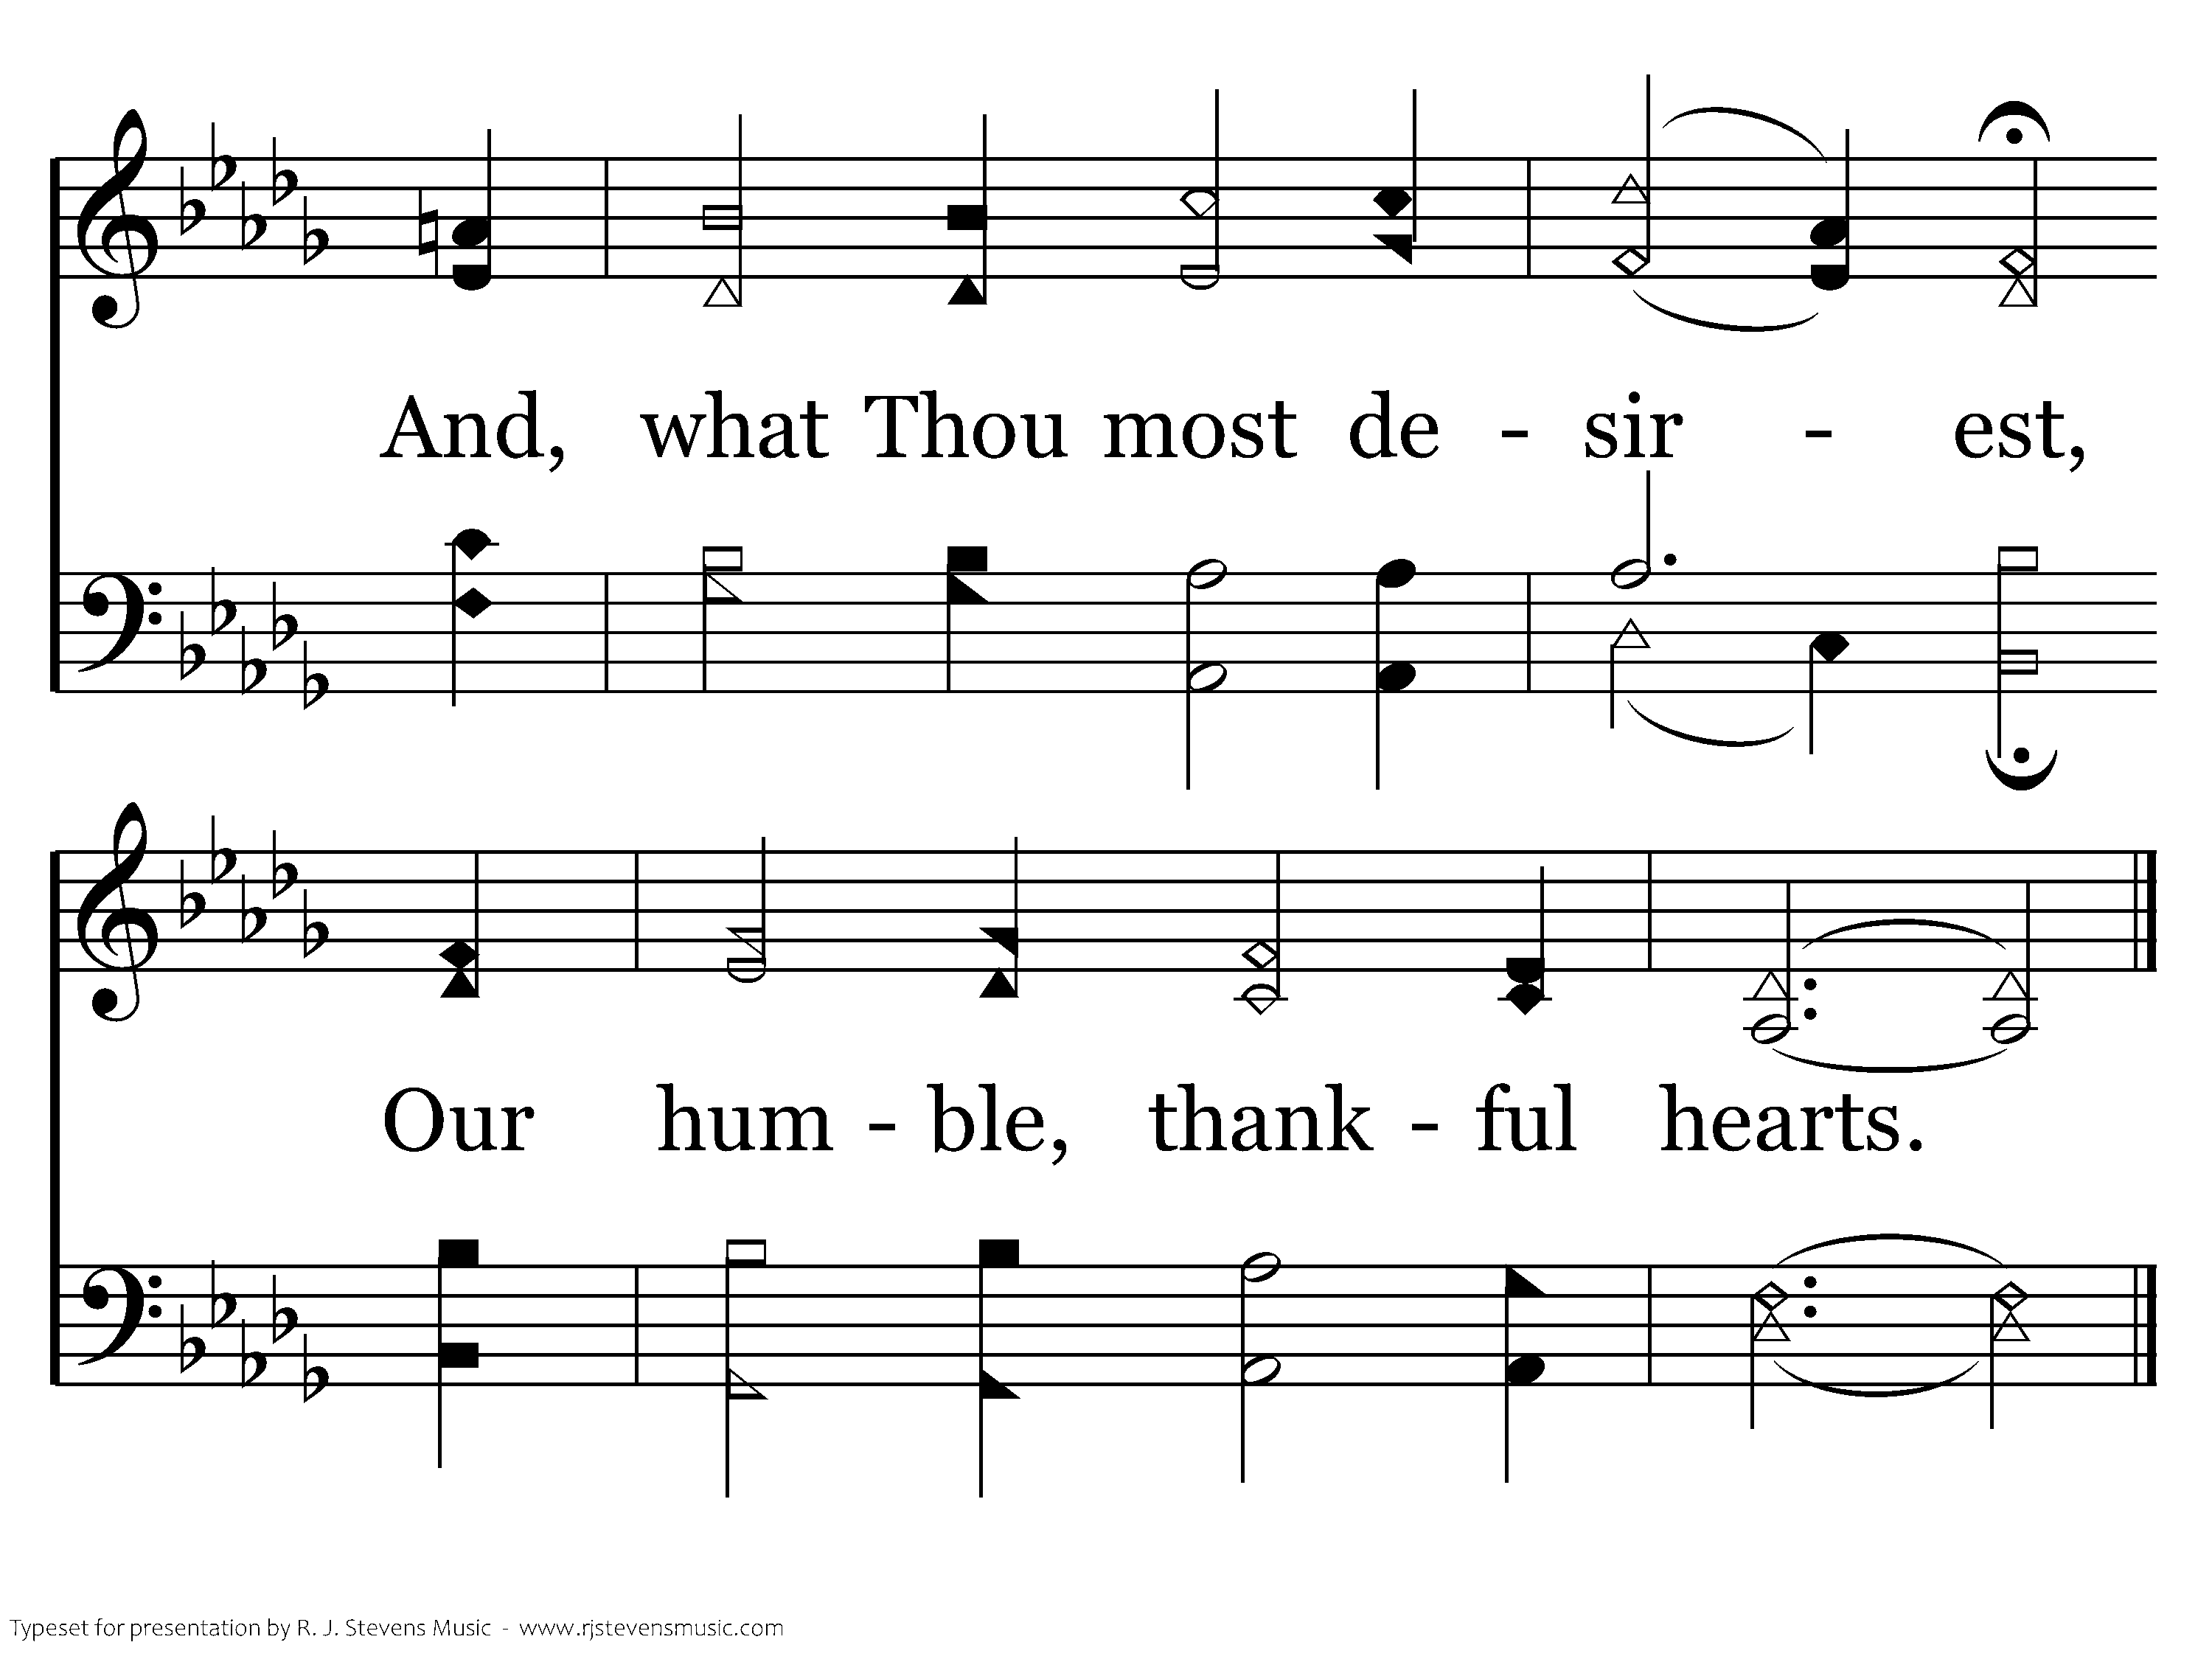 And, what Thou most de - sir - est,
Our hum - ble, thank - ful hearts.
Typeset for presentation by R. J. Stevens Music - www.rjstevensmusic.com